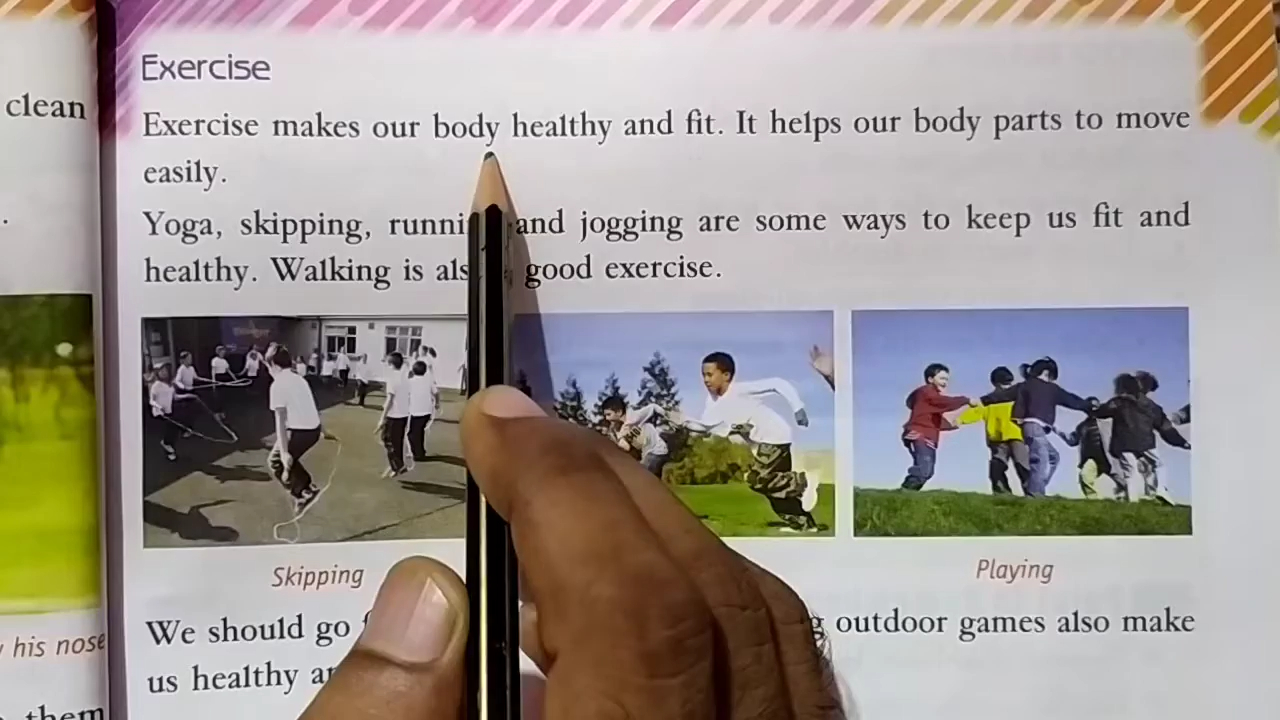 clean
.
his nose
them
Exercise
Exercise makes our body healthy and fit. It helps our body parts to move
easily.
Yoga, skipping, and jogging are some ways to keep us fit and
healthy. Walking is good exercise.
Skipping
Playing
We should go outdoor games also make
us healthy